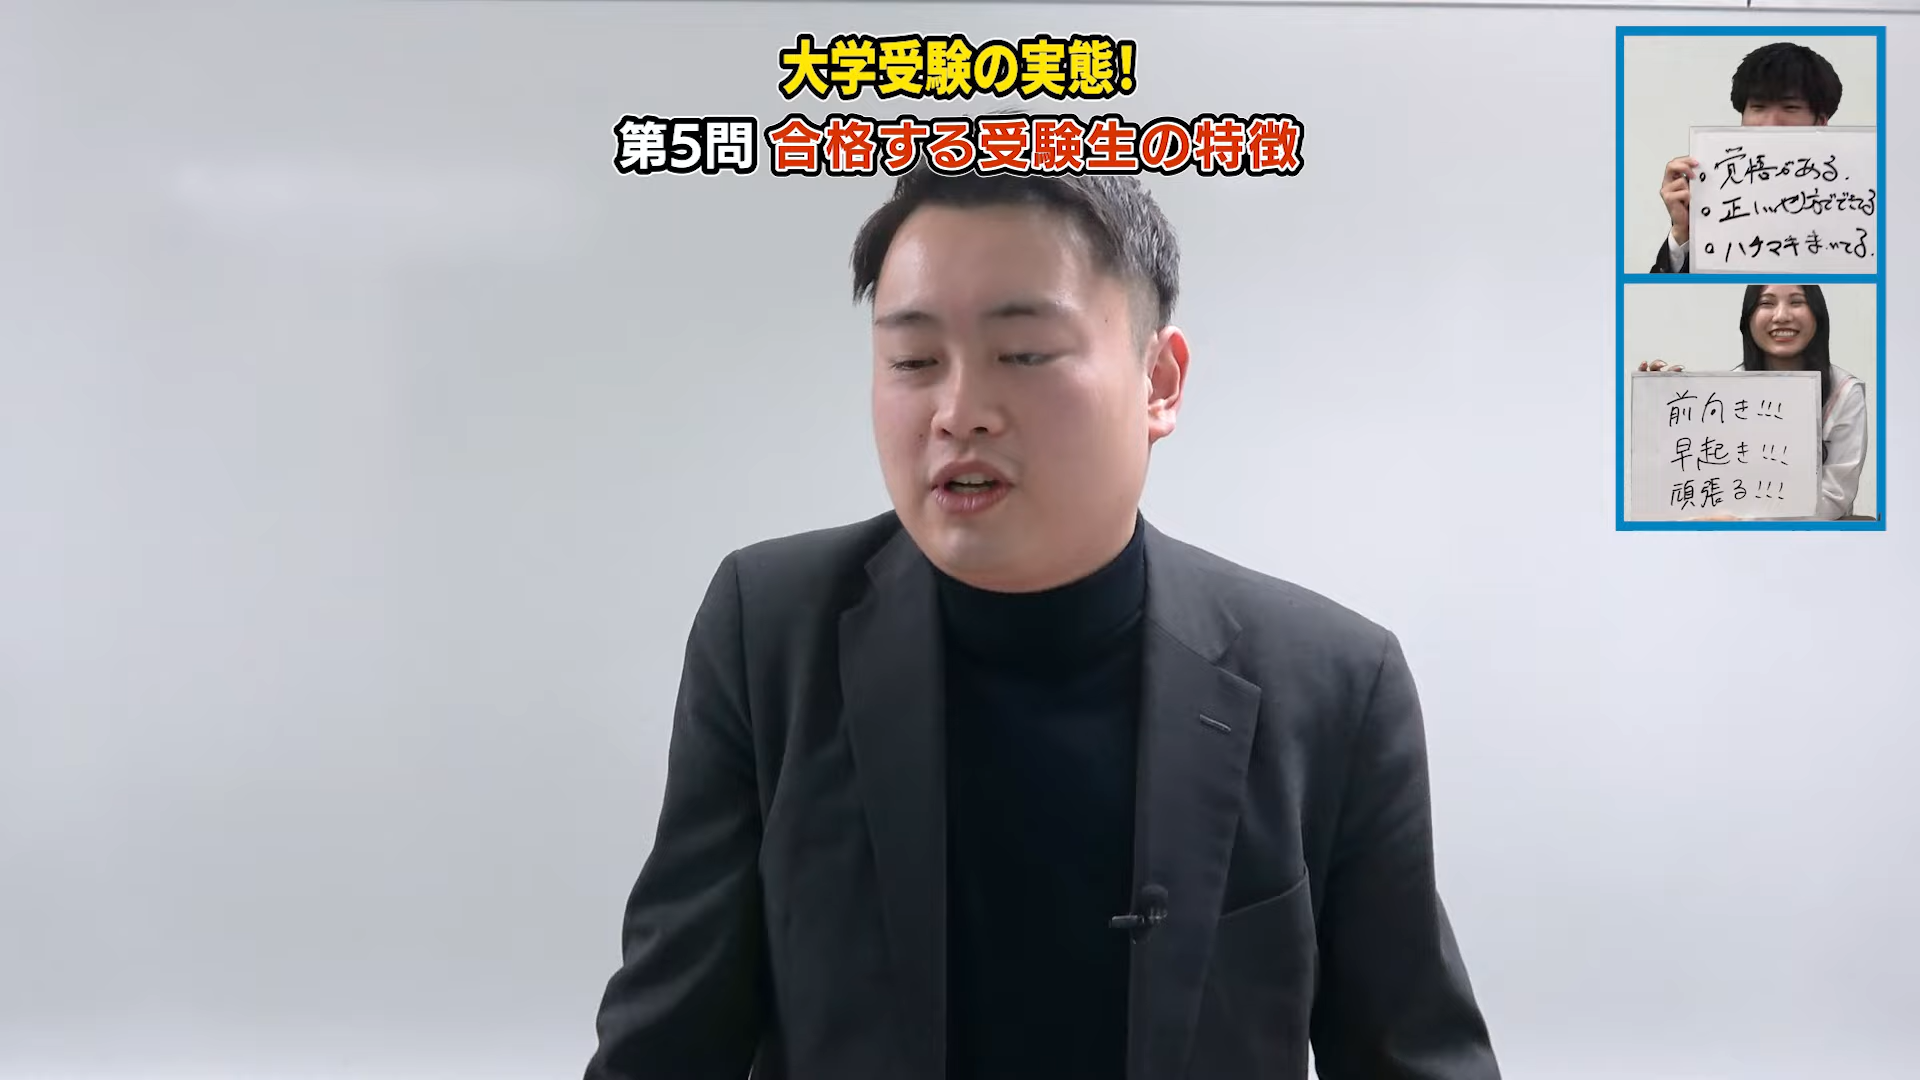 大学受験の実態!
第5問 合格する受験生の特徴
。覚悟がある.
。正しいやり方でできてる
。ハチマキまいてる.
前向き!!!
早起き!!!
頑張る!!!